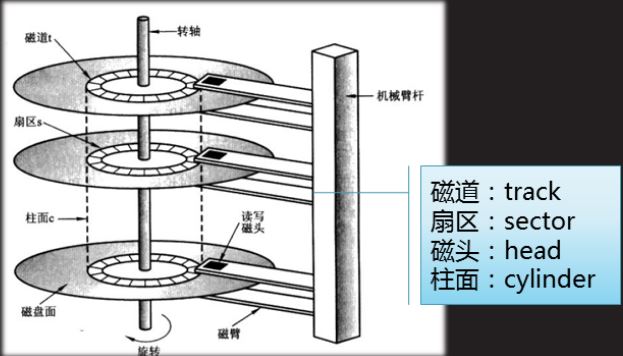 磁道t
转轴
机械臂杆
扇区s
柱面c
读写
磁头
磁盘面
磁臂
旋转
磁道：track
扇区：sector
磁头：head
柱面：cylinder